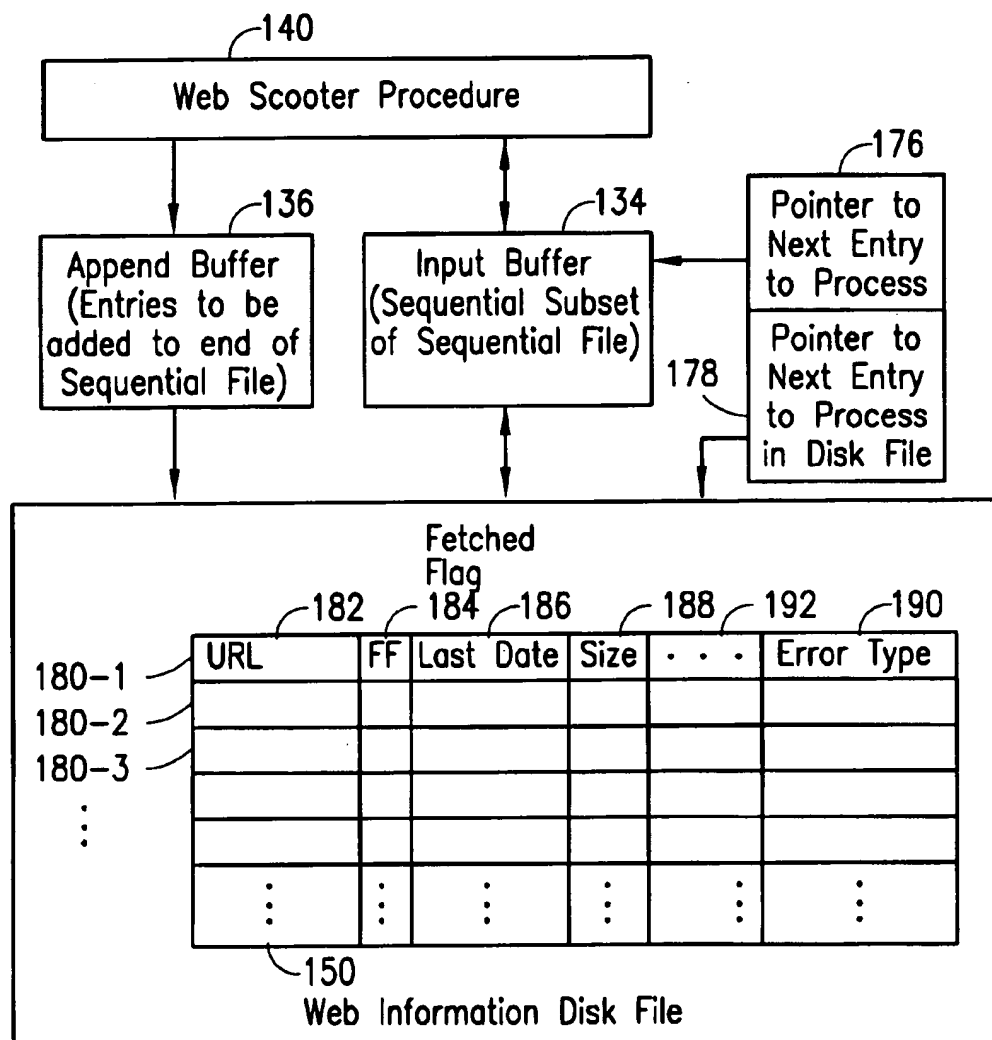 140
Web Scooter Procedure
136
134
176
Append Buffer
(Entries to be
added to end of
Sequential File)
Input Buffer
(Sequential Subset
of Sequential File)
Pointer to
Next Entry
to Process
178
Pointer to
Next Entry
to Process
in Disk File
Fetched
Flag
182
184
186
188
192
190
URL
FF
Last Date
Size
. . .
Error Type
180-1
180-2
180-3
150
Web Information Disk File